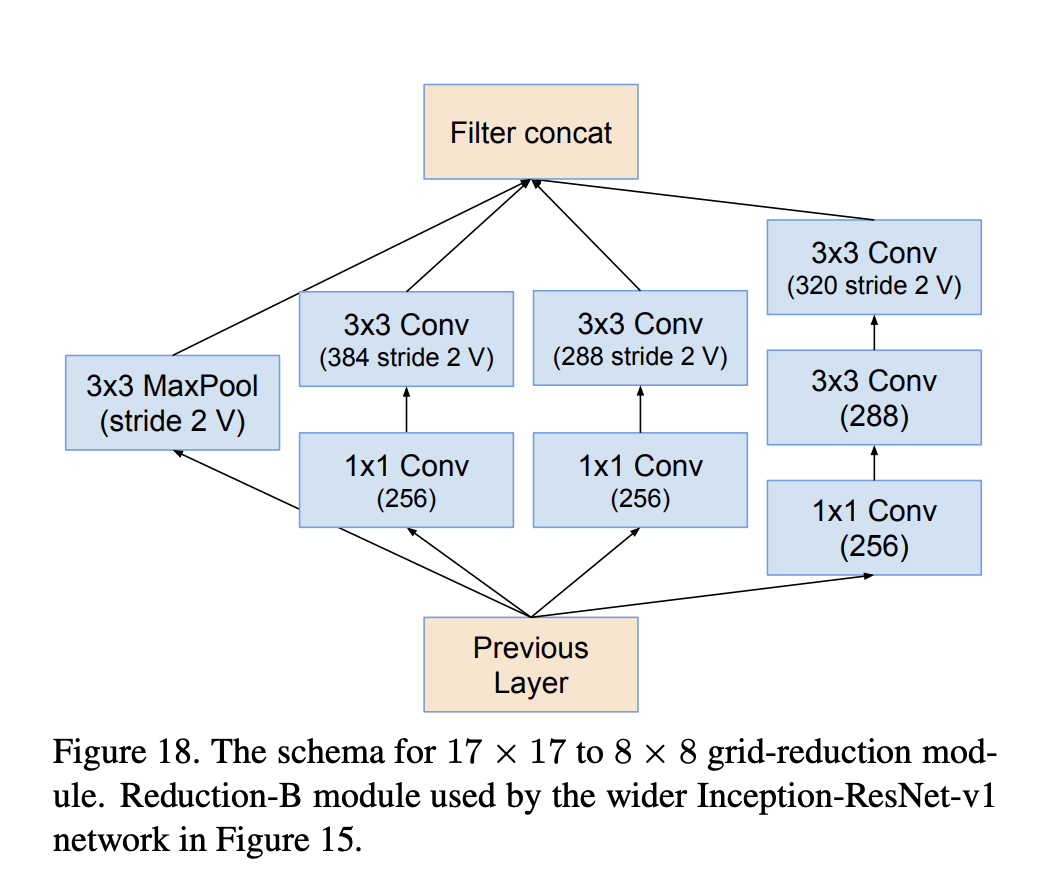 Filter concat
3x3 MaxPool
(stride 2 V)
3x3 Conv
(384 stride 2 V)
1x1 Conv
(256)
3x3 Conv
(288 stride 2 V)
1x1 Conv
(256)
3x3 Conv
(320 stride 2 V)
3x3 Conv
(288)
1x1 Conv
(256)
Previous
Layer
Figure 18. The schema for 17 × 17 to 8 × 8 grid-reduction mod-
ule. Reduction-B module used by the wider Inception-ResNet-v1
network in Figure 15.